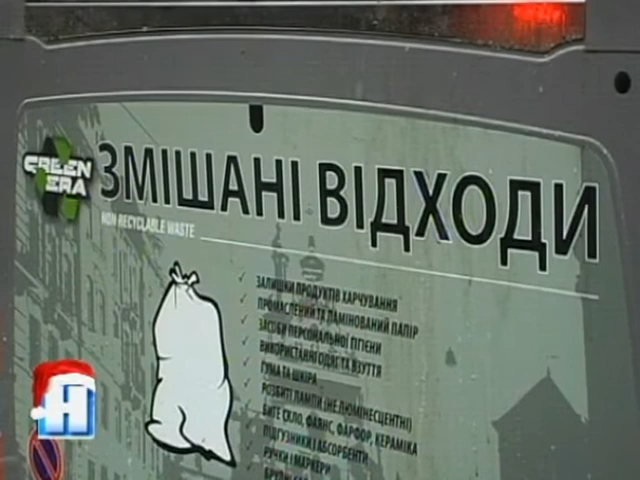 GREEN
ERA
ЗМІШАНІ ВІДХОДИ
NON RECYCLABLE WASTE
ЗАЛИШКИ ПРОДУКТІВ ХАРЧУВАННЯ
ПРОМАСЛЕНИЙ ТА ЛАМІНОВАНИЙ ПАПІР
ЗАСОБИ ПЕРСОНАЛЬНОЇ ГІГІЄНИ
ВИКОРИСТАНІ ОДЯГ ТА ВЗУТТЯ
ГУМА ТА ШКІРА
РОЗБИТІ ЛАМПИ (НЕ ЛЮМІНЕСЦЕНТНІ)
БИТЕ СКЛО, ФАЯНС, ФАРФОР, КЕРАМІКА
ПІДГУЗНИКИ І АБСОРБЕНТИ
РУЧКИ І МАРКЕРИ
Н